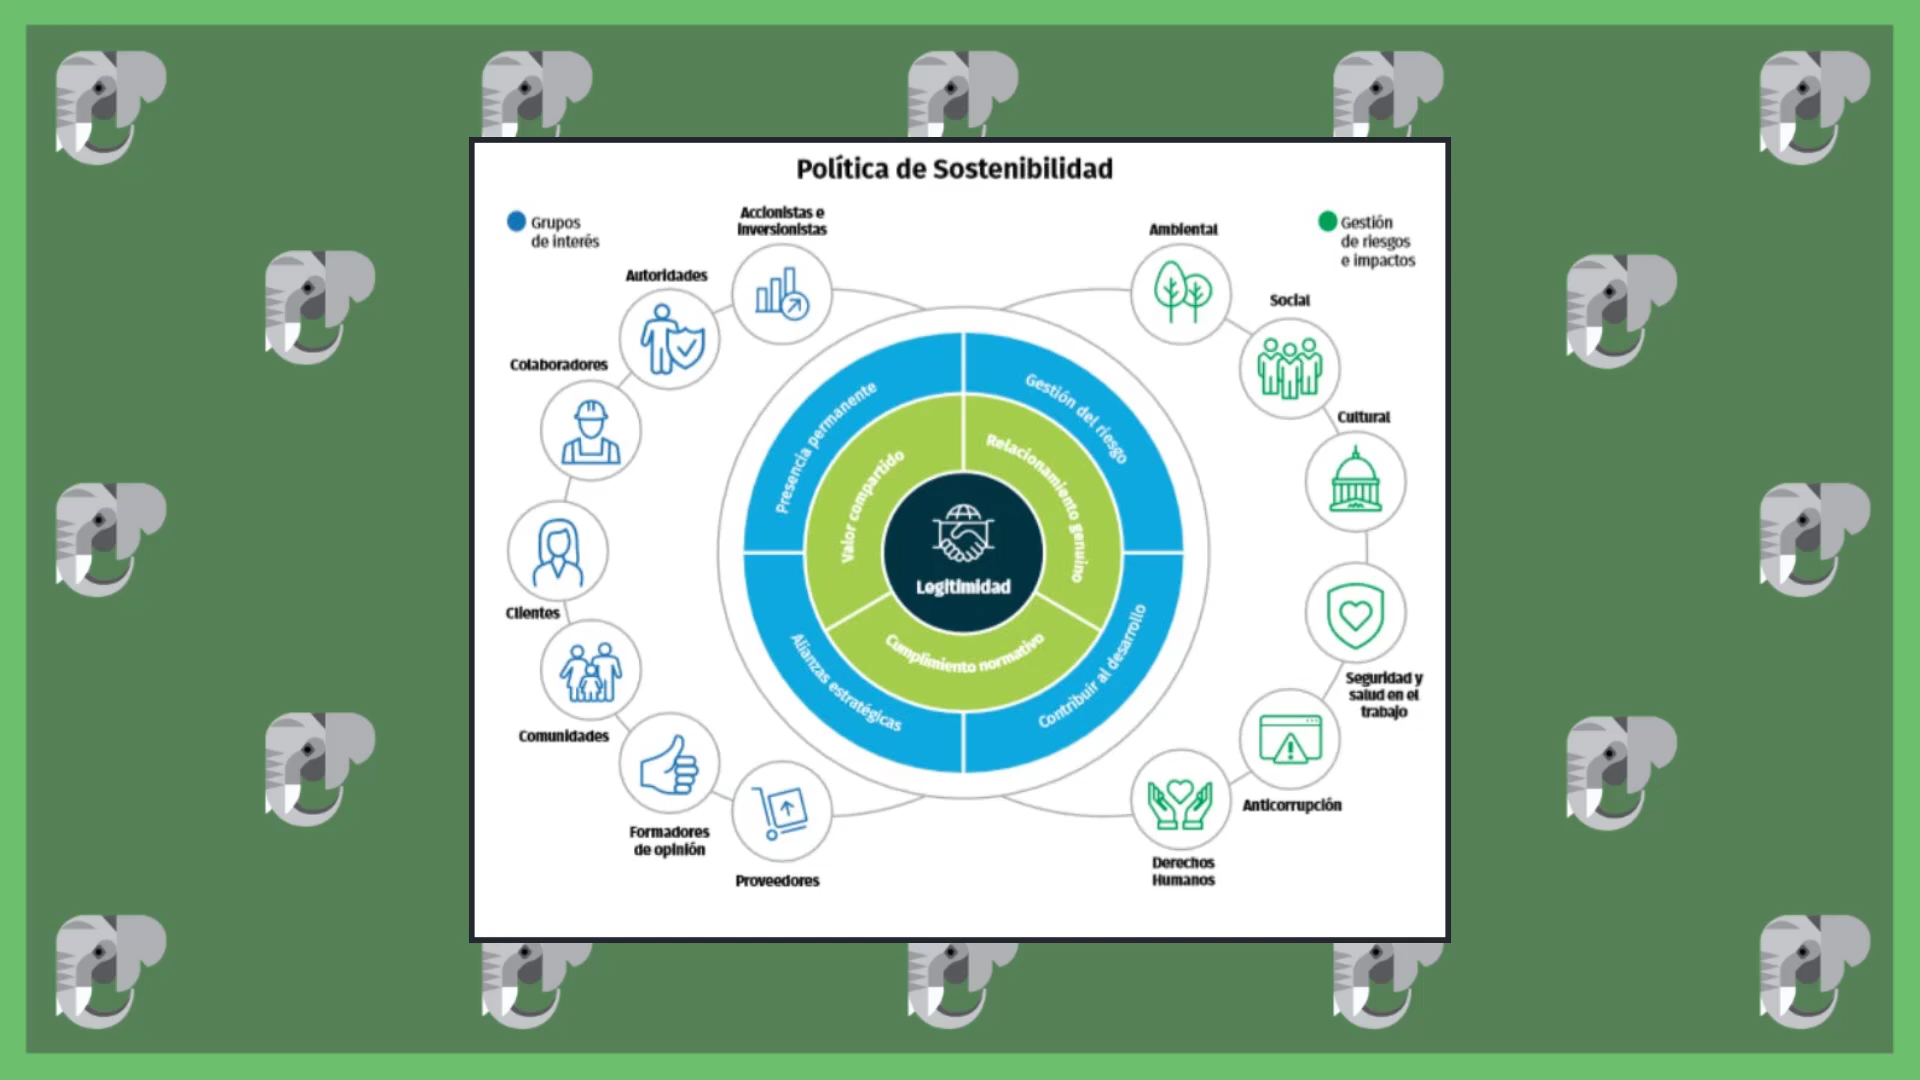 Política de Sostenibilidad
Grupos
de interés
Accionistas e
Inversionistas
Autoridades
Colaboradores
Clientes
Comunidades
Formadores
de opinión
Proveedores
Gestión
de riesgos
e impactos
Ambiental
Social
Cultural
Seguridad y
salud en el
trabajo
Anticorrupción
Derechos
Humanos
Presencia permanente
Gestión del riesgo
Alianzas estratégicas
Contribuir al desarrollo
Valor compartido
Relacionamiento genuino
Cumplimiento normativo
Legitimidad